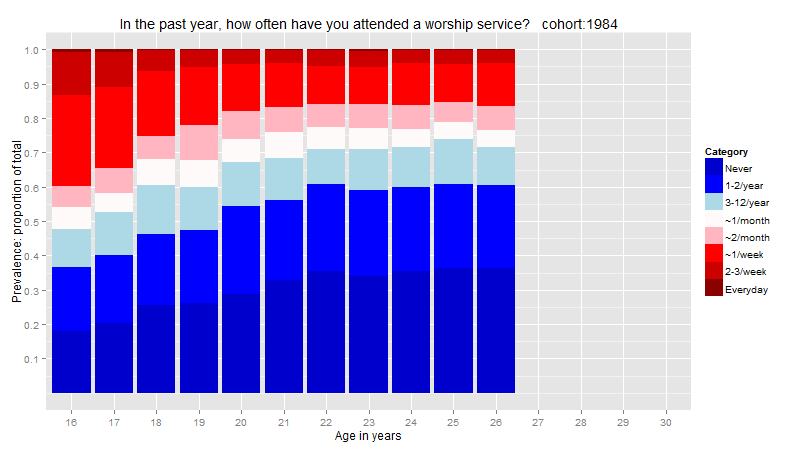 In the past year, how often have you attended a worship service?   cohort:1984
Prevalence: proportion of total
1.0
0.9
0.8
0.7
0.6
0.5
0.4
0.3
0.2
0.1
16 17 18 19 20 21 22 23 24 25 26 27 28 29 30
Age in years
Category
Never
1-2/year
3-12/year
~1/month
~2/month
~1/week
2-3/week
Everyday